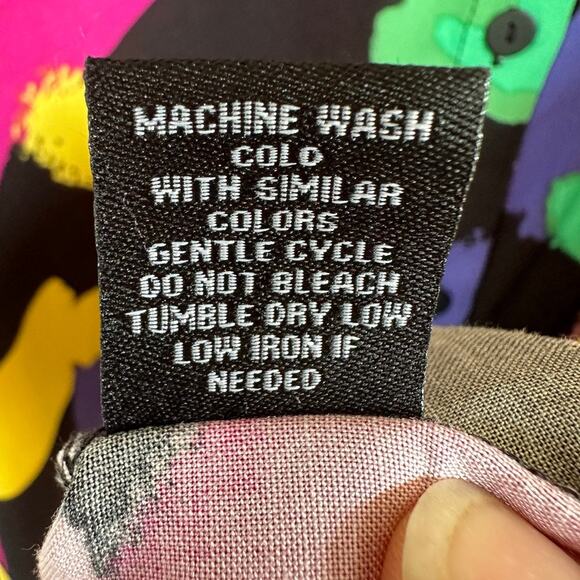 MACHINE WASH
COLD
WITH SIMILAR
COLORS
GENTLE CYCLE
DO NOT BLEACH
TUMBLE DRY LOW
LOW IRON IF
NEEDED